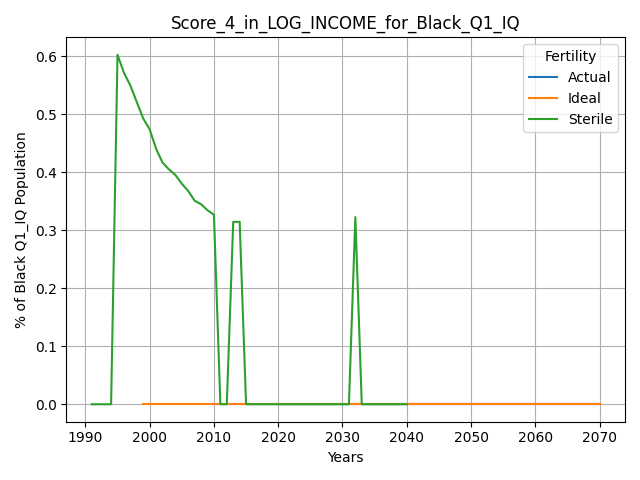 Score_4_in_LOG_INCOME_for_Black_Q1_IQ
Fertility
Actual
Ideal
Sterile
% of Black Q1_IQ Population
0.6
0.5
0.4
0.3
0.2
0.1
0.0
1990 2000 2010 2020 2030 2040 2050 2060 2070
Years